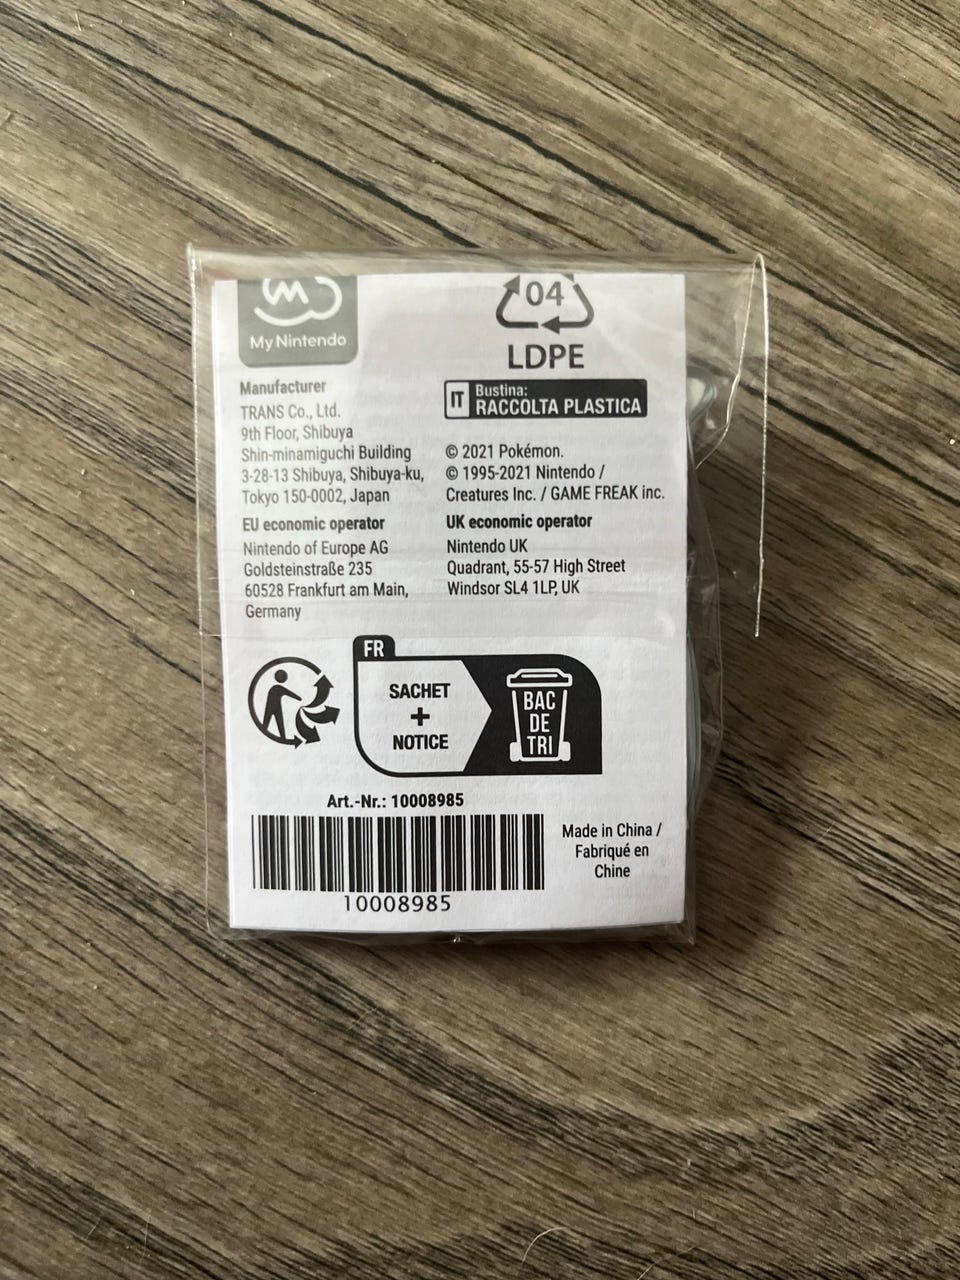 My Nintendo
04
LDPE
IT
Bustina:
RACCOLTA PLASTICA
Manufacturer
TRANS Co., Ltd.
9th Floor, Shibuya
Shin-minamiguchi Building
3-28-13 Shibuya, Shibuya-ku,
Tokyo 150-0002, Japan
© 2021 Pokémon.
© 1995-2021 Nintendo /
Creatures Inc. / GAME FREAK inc.
EU economic operator
Nintendo of Europe AG
Goldsteinstraße 235
60528 Frankfurt am Main,
Germany
UK economic operator
Nintendo UK
Quadrant, 55-57 High Street
Windsor SL4 1LP, UK
FR
SACHET
+
NOTICE
BAC
DE
TRI
Art.-Nr.: 10008985
10008985
Made in China /
Fabriqué en
Chine